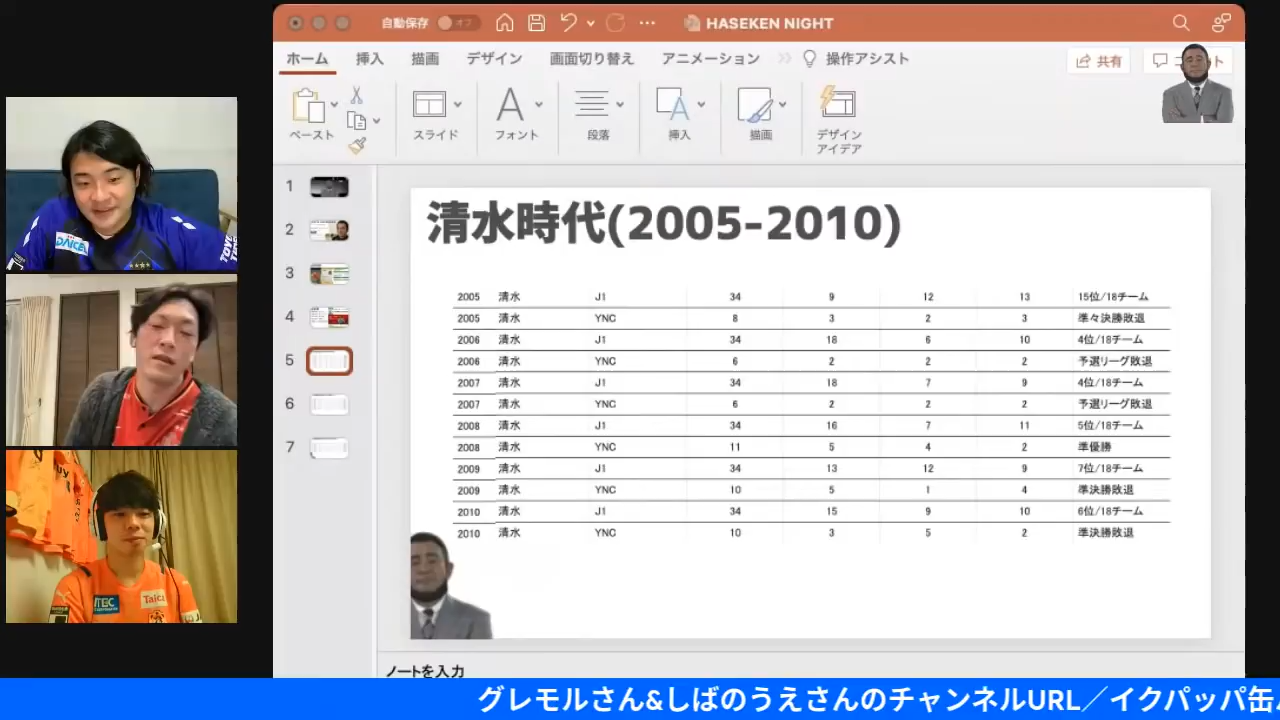 自動保存 オフ HASEKEN NIGHT
ホーム 挿入 描画 デザイン 画面切り替え アニメーション 操作アシスト 共有
ペースト スライド フォント 段落 挿入 描画 デザイン
アイデア
1
2
3
4
5
6
7
清水時代(2005-2010)
2005 清水 J1 34 9 12 13 15位/18チーム
2005 清水 YNC 8 3 2 3 準々決勝敗退
2006 清水 J1 34 18 6 10 4位/18チーム
2006 清水 YNC 6 2 2 2 予選リーグ敗退
2007 清水 J1 34 18 7 9 4位/18チーム
2007 清水 YNC 6 2 2 2 予選リーグ敗退
2008 清水 J1 34 16 7 11 5位/18チーム
2008 清水 YNC 11 5 4 2 準優勝
2009 清水 J1 34 13 12 9 7位/18チーム
2009 清水 YNC 10 5 1 4 準決勝敗退
2010 清水 J1 34 15 9 10 6位/18チーム
2010 清水 YNC 10 3 5 2 準決勝敗退
ノートを入力
DAICEL
TOYO
Taica
グレモルさん&しばのうえさんのチャンネルURL／イクパッパ缶